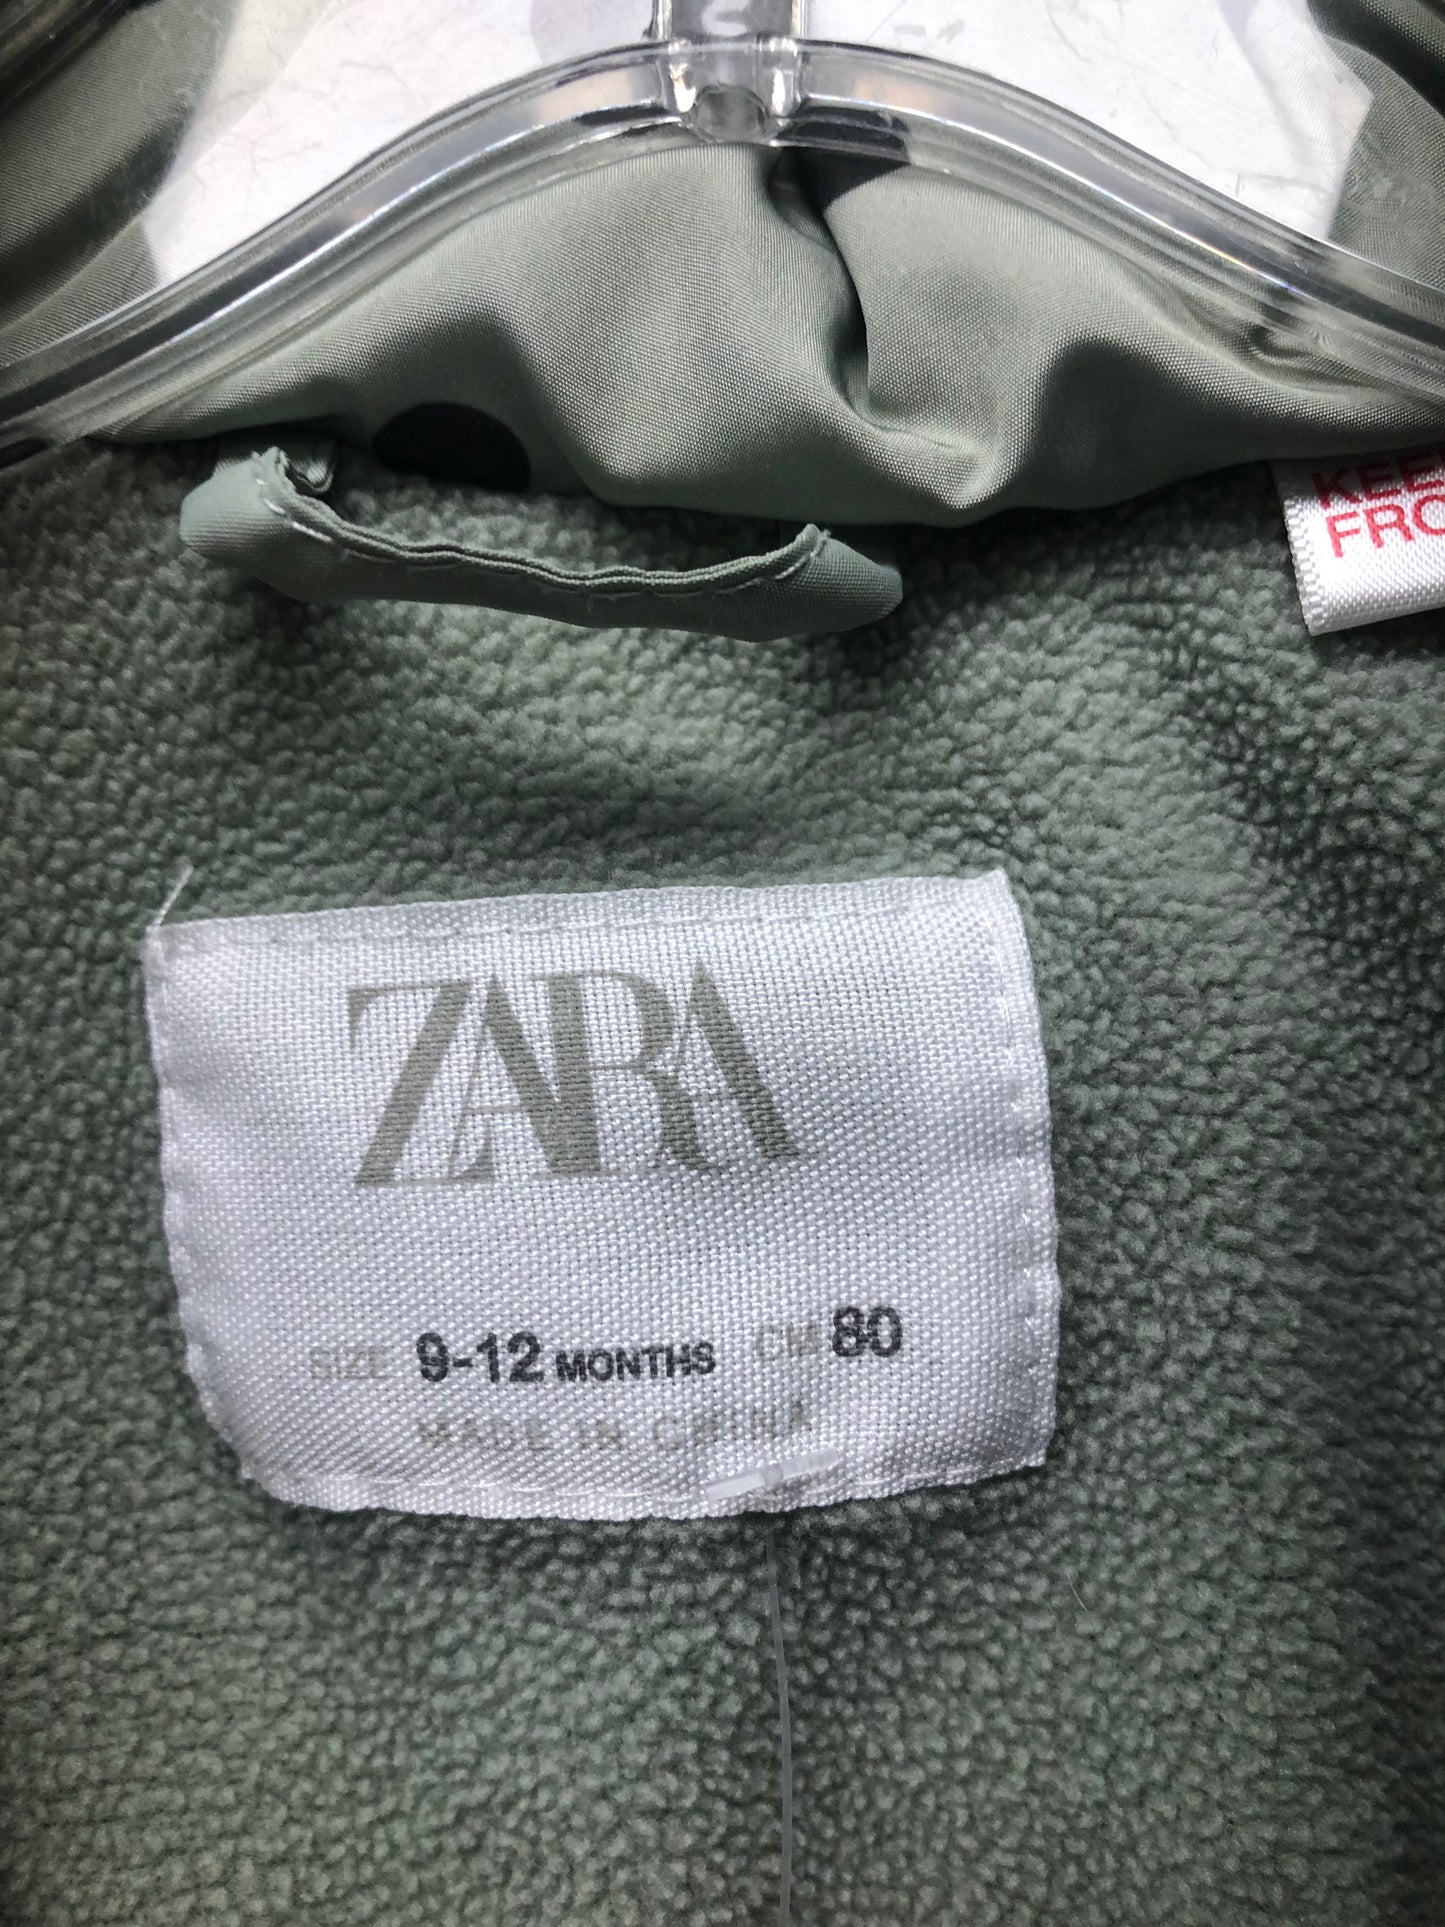 KEE
FRO
ZARA
SIZE 9-12 MONTHS CM 80
MADE IN CHINA